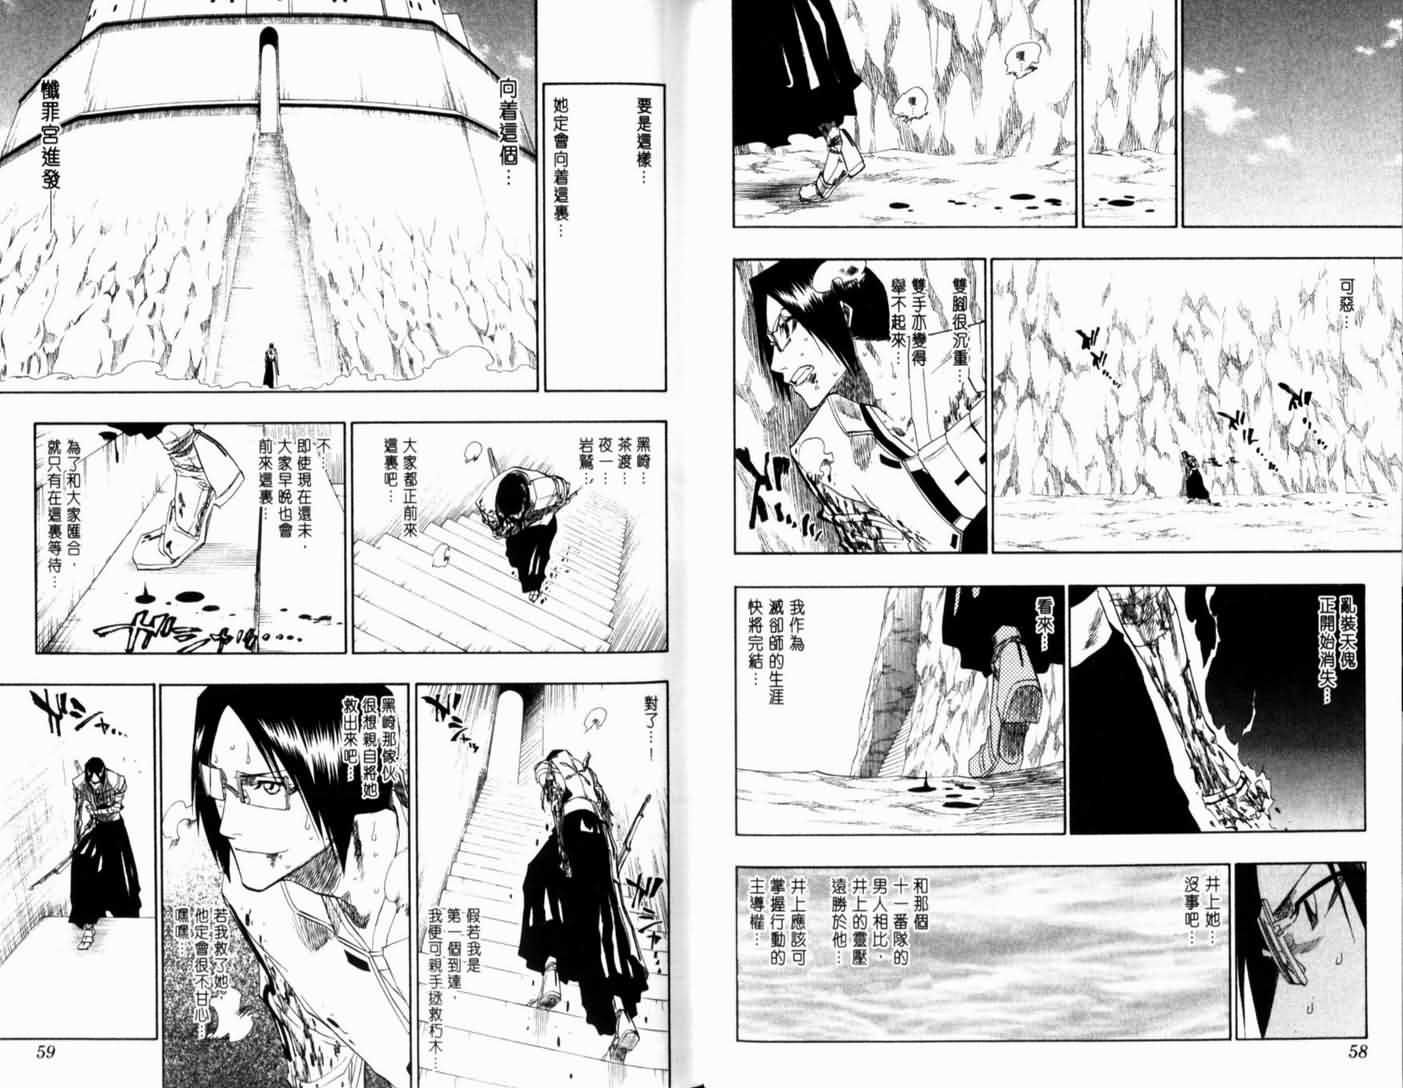 嘿
嘿
可惡…
雙腳很沉重…
雙手亦變得
舉不起來…
亂裝天傀
正開始消失…
看來…
我作為
滅卻師的生涯
快將完結…
井上她…
沒事吧…
和那個
十一番隊的
男人相比，
井上的靈壓
遠勝於他…
井上應該可
掌握行動的
主導權…
58
要是這樣…
她定會向着這裏…
向着這個…
懺罪宮進發…
黑崎…
茶渡…
夜一…
岩鷲…
大家都正前來
這裏吧…
不…
即使現在還未，
大家早晚也會
前來這裏…
為了和大家匯合，
就只有在這裏等待…
對了…！
假若我是
第一個到達，
我便可親手拯救朽木…
黑崎那傢伙
很想親自將她
救出來吧…
若我救了她，
他定會很不甘心…
嘿嘿…
59